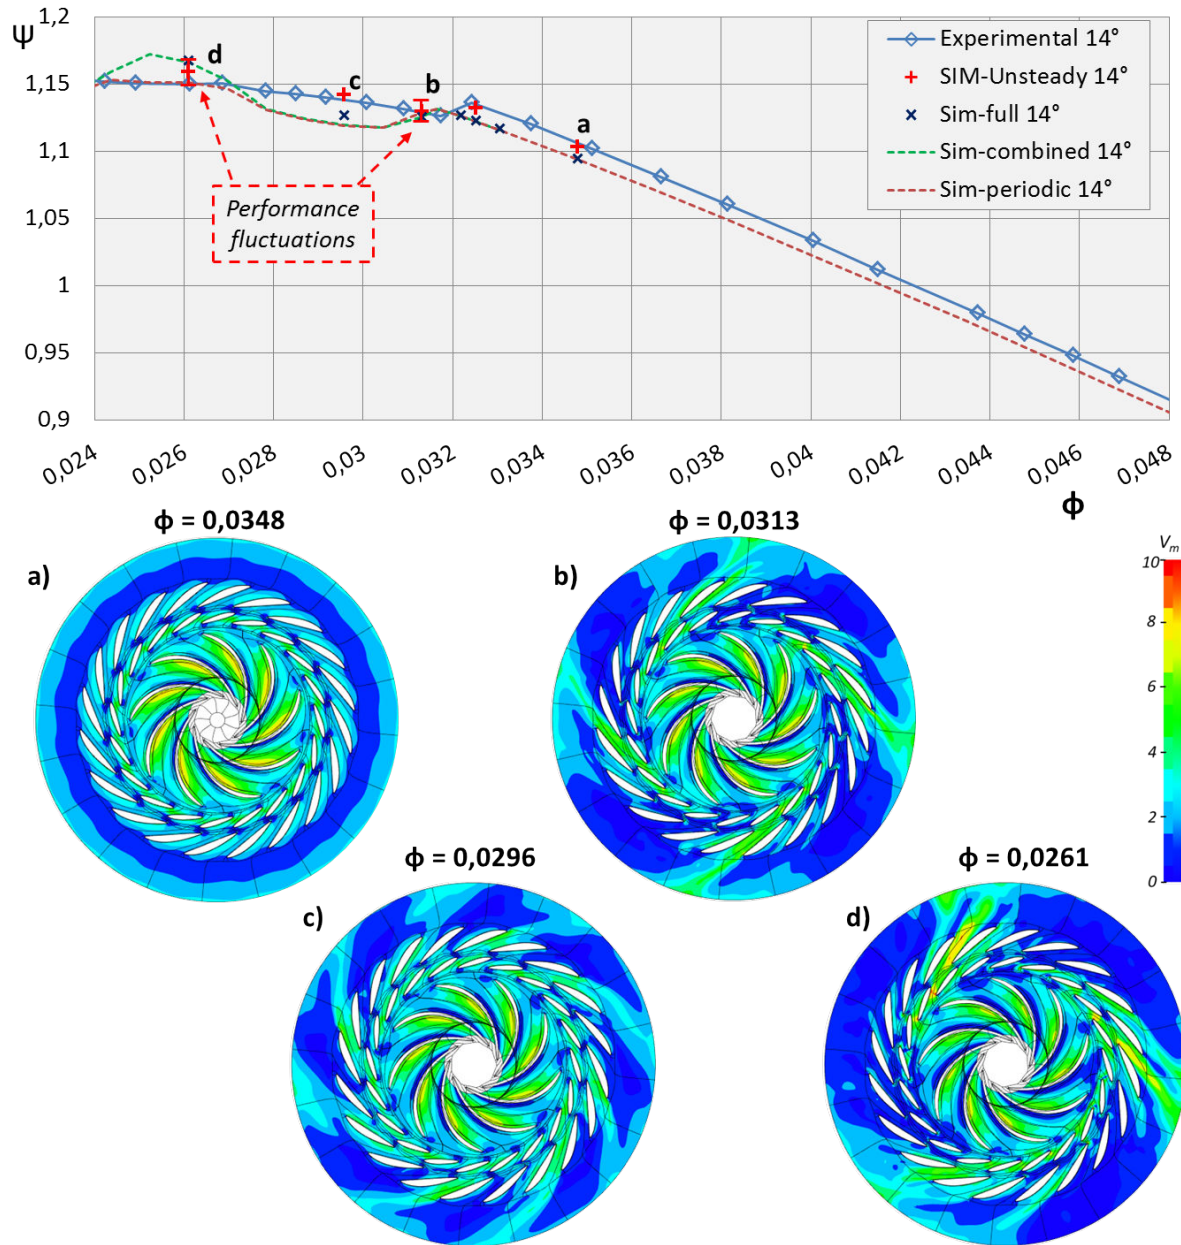 Ψ
1,2
1,15
1,1
1,05
1
0,95
0,9
d
c
b
a
Performance
fluctuations
Experimental 14°
SIM-Unsteady 14°
Sim-full 14°
Sim-combined 14°
Sim-periodic 14°
0,024
0,026
0,028
0,03
0,032
0,034
0,036
0,038
0,04
0,042
0,044
0,046
0,048
ϕ
ϕ = 0,0348
a)
ϕ = 0,0313
b)
Vm
10
8
6
4
2
0
ϕ = 0,0296
c)
ϕ = 0,0261
d)